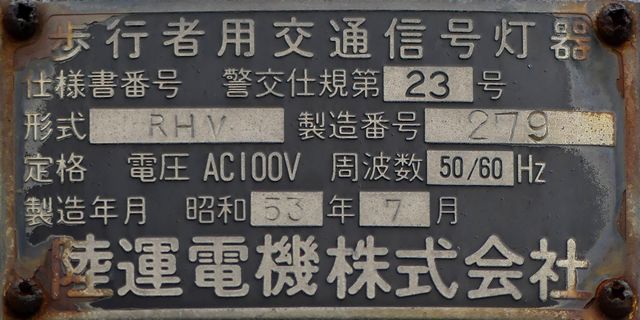 歩行者用交通信号灯器
仕様書番号 警交仕規第 23 号
形式 RHV 製造番号 279
定格 電圧 AC100V 周波数 50/60 Hz
製造年月 昭和 53 年 7 月
陸運電機株式会社